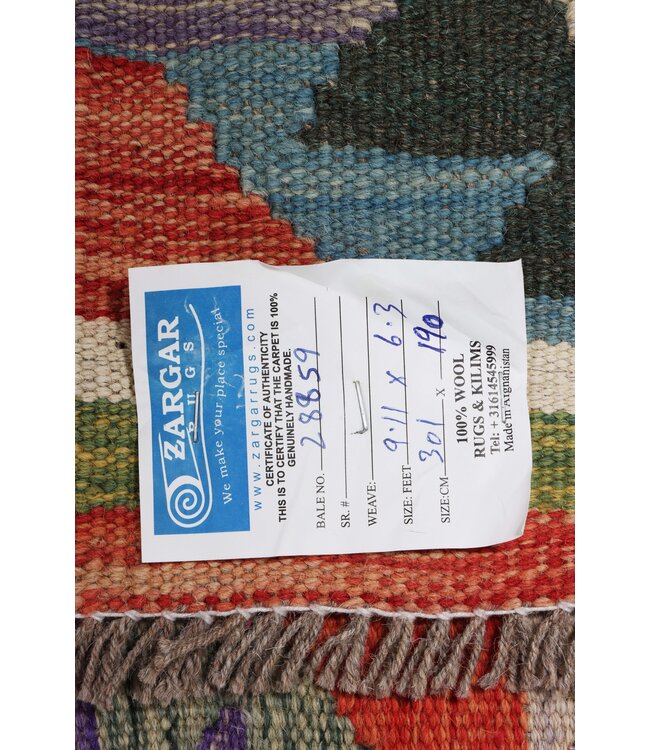 ZARGAR
RUGS
We make your place special
www.zargarrugs.com
CERTIFICATE OF AUTHENTICITY
THIS IS TO CERTIFY THAT THE CARPET IS 100%
GENUINELY HANDMADE.
BALE NO. 28859
SR. #
WEAVE:
SIZE: FEET 9.11 X 6.3
SIZE:CM 301 X 190
100% WOOL
RUGS & KILIMS
Tel: + 31614545999
Made in Afghanistan